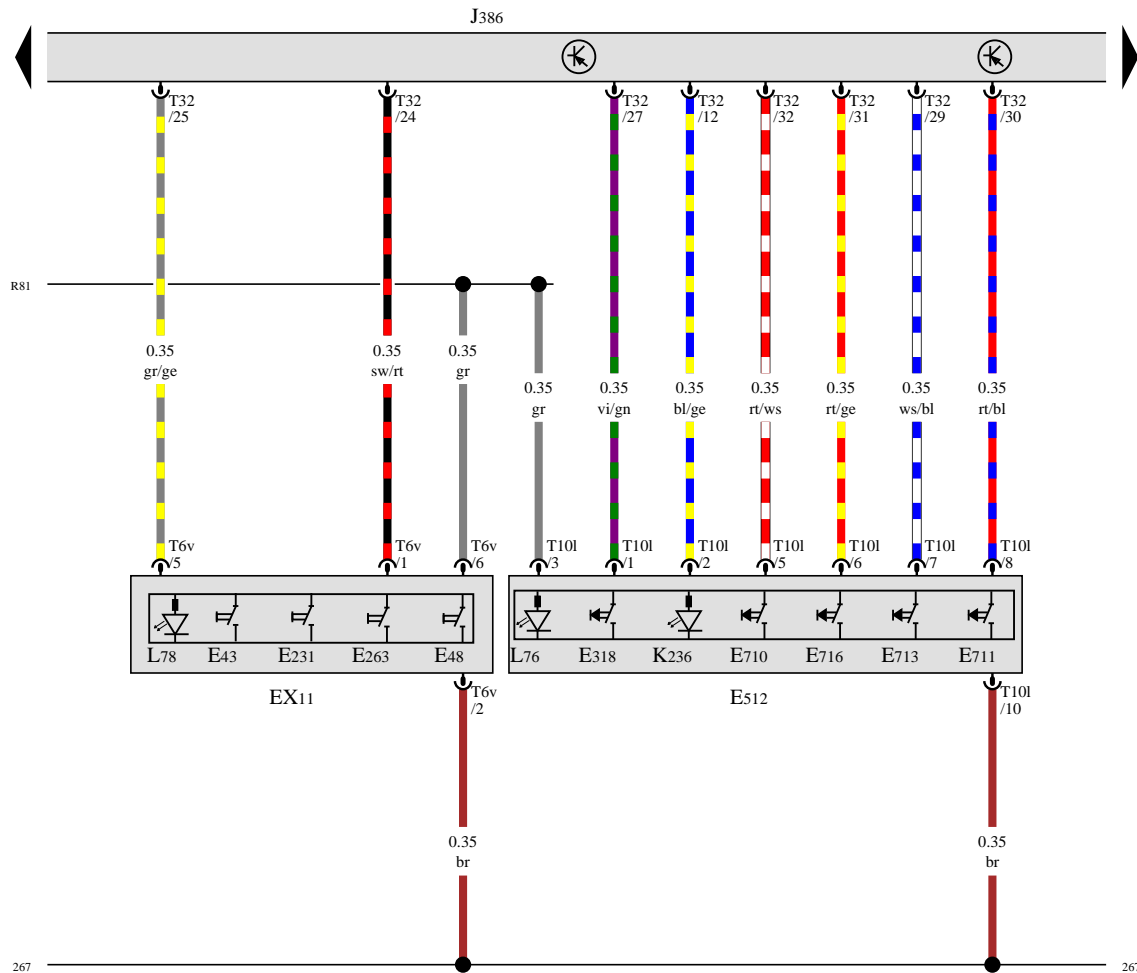 J386
T32 T32 T32 T32 T32 T32 T32 T32
/25 /24 /27 /12 /32 /31 /29 /30
R81
0.35 0.35 0.35
gr/ge sw/rt gr
0.35 0.35 0.35 0.35 0.35 0.35 0.35
gr vi/gn bl/ge rt/ws rt/ge ws/bl rt/bl
T6v T6v T6v T10l T10l T10l T10l T10l T10l T10l
/5 /1 /6 /3 /1 /2 /5 /6 /7 /8
L78 E43 E231 E263 E48 L76 E318 K236 E710 E716 E713 E711
EX11 E512
T6v T10l
/2 /10
0.35 0.35
br br
267 267